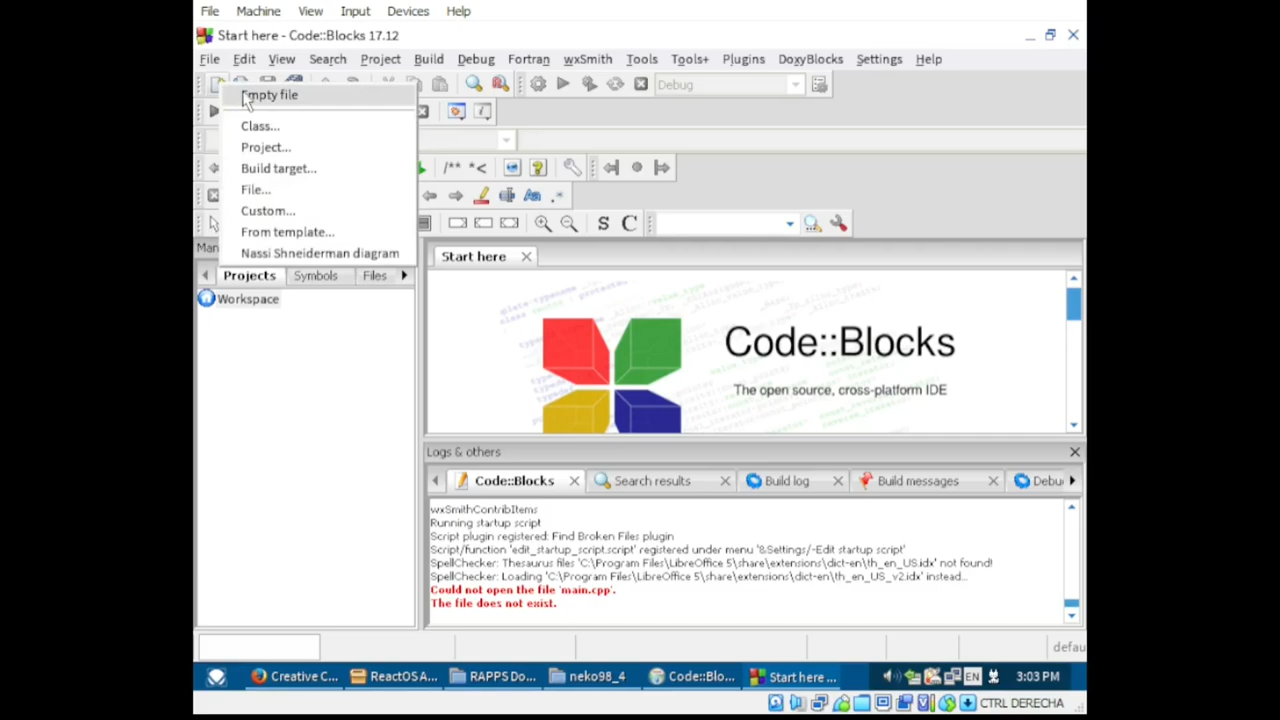 File Machine View Input Devices Help
Start here - Code::Blocks 17.12
File Edit View Search Project Build Debug Fortran wxSmith Tools Tools+ Plugins DoxyBlocks Settings Help
Debug
Empty file
Class...
Project...
Build target...
File...
Custom...
From template...
Nassi Shneiderman diagram
/** *<
S C
Man
Projects Symbols Files
Workspace
Start here
Code::Blocks
The open source, cross-platform IDE
Logs & others
Code::Blocks Search results Build log Build messages Debu
wxSmithContribItems
Running startup script
Script plugin registered: Find Broken Files plugin
Script/function 'edit_startup_script.script' registered under menu '&Settings/-Edit startup script'
SpellChecker: Thesaurus files 'C:\Program Files\LibreOffice 5\share\extensions\dict-en\th_en_US.idx' not found!
SpellChecker: Loading 'C:\Program Files\LibreOffice 5\share\extensions\dict-en\th_en_US_v2.idx' instead...
Could not open the file 'main.cpp'.
The file does not exist.
defau
Creative C... ReactOS A... RAPPS Do... neko98_4 Code::Blo... Start here ... EN 3:03 PM
CTRL DERECHA